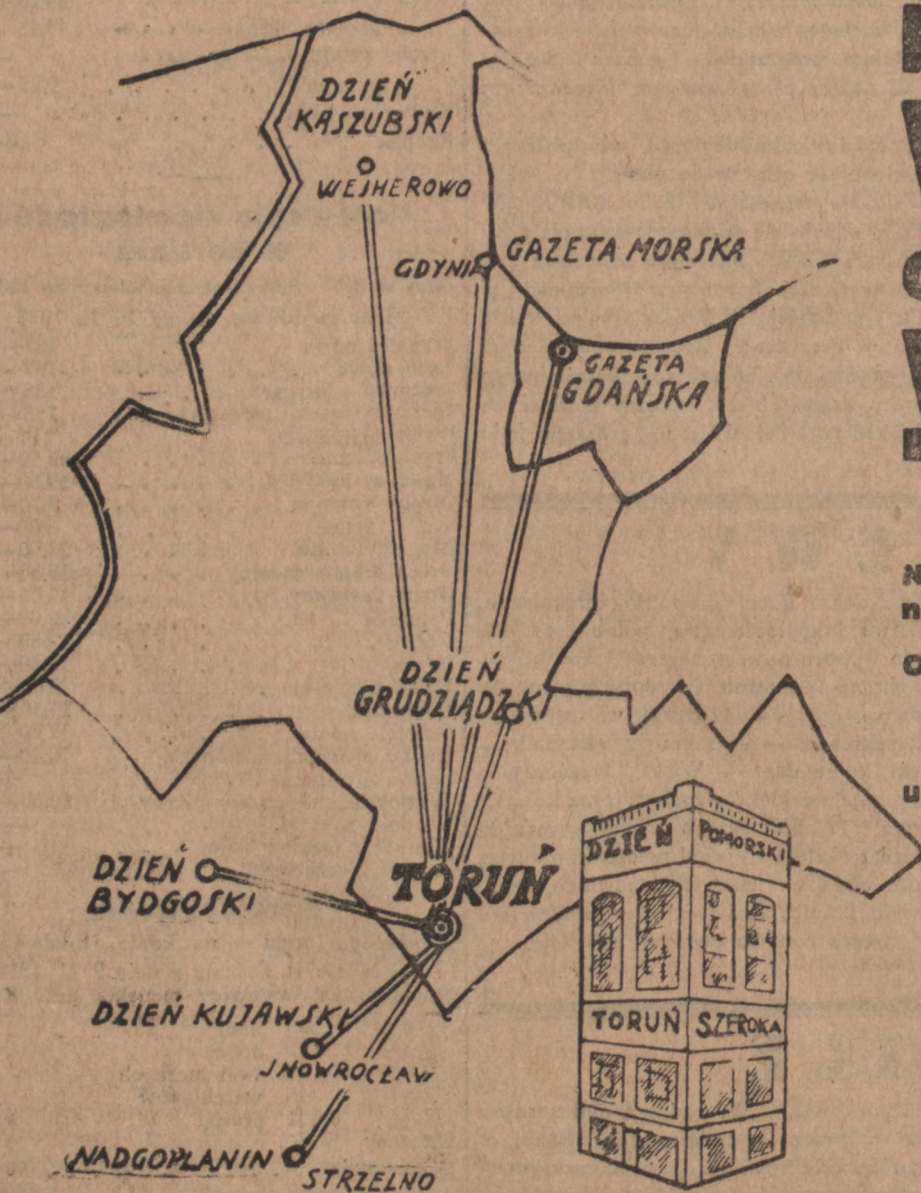 DZIEŃ
KASZUBSKI
WEJHEROWO
GDYNIA
GAZETA MORSKA
GAZETA
GDAŃSKA
DZIEŃ
GRUDZIĄDZKI
DZIEŃ
BYDGOSKI
TORUŃ
DZIEŃ POMORSKI
TORUŃ SZEROKA
DZIEŃ KUJAWSKI
JNOWROCŁAW
NADGOPLANIN
STRZELNO